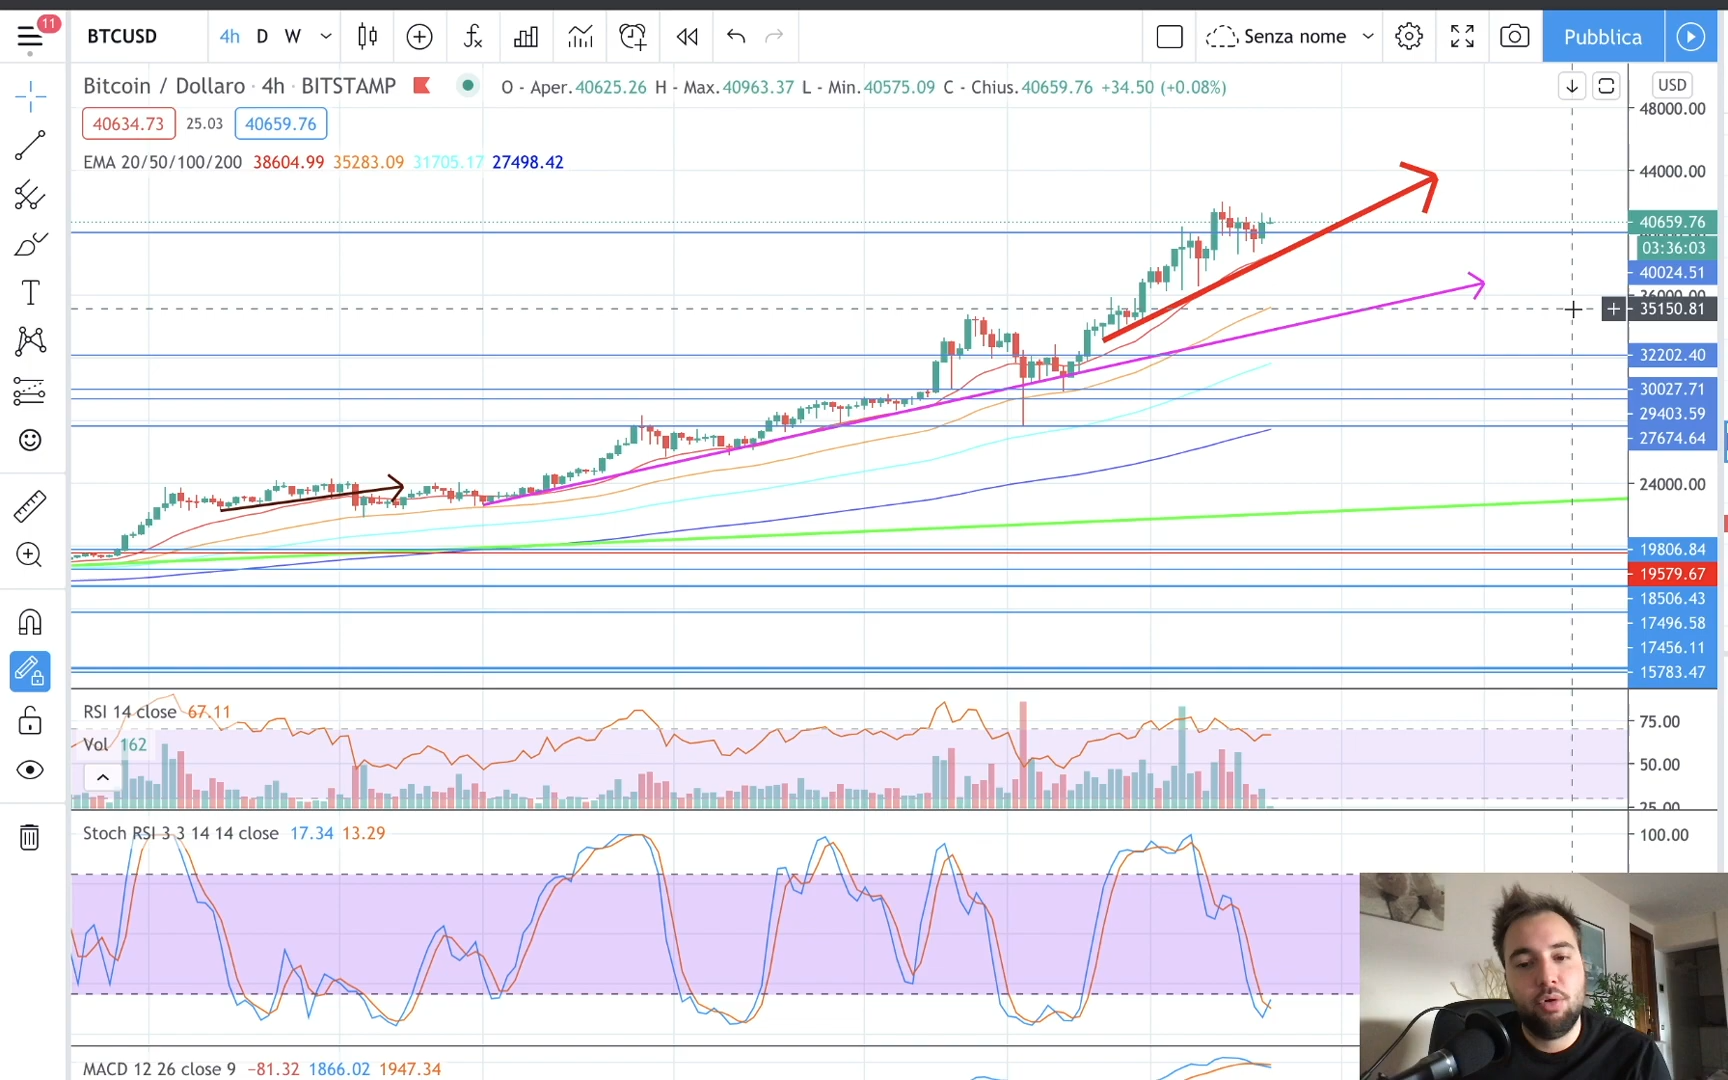 11
BTCUSD
4h D W
Senza nome
Pubblica
Bitcoin / Dollaro · 4h · BITSTAMP
O - Aper.40625.26 H - Max.40963.37 L - Min.40575.09 C - Chius.40659.76 +34.50 (+0.08%)
USD
40634.73 25.03 40659.76
EMA 20/50/100/200 38604.99 35283.09 31705.17 27498.42
48000.00
44000.00
40659.76
03:36:03
40024.51
36000.00
35150.81
32202.40
30027.71
29403.59
27674.64
24000.00
19806.84
19579.67
18506.43
17496.58
17456.11
15783.47
RSI 14 close 67.11
75.00
Vol 162
50.00
25.00
Stoch RSI 3 3 14 14 close 17.34 13.29
100.00
MACD 12 26 close 9 −81.32 1866.02 1947.34